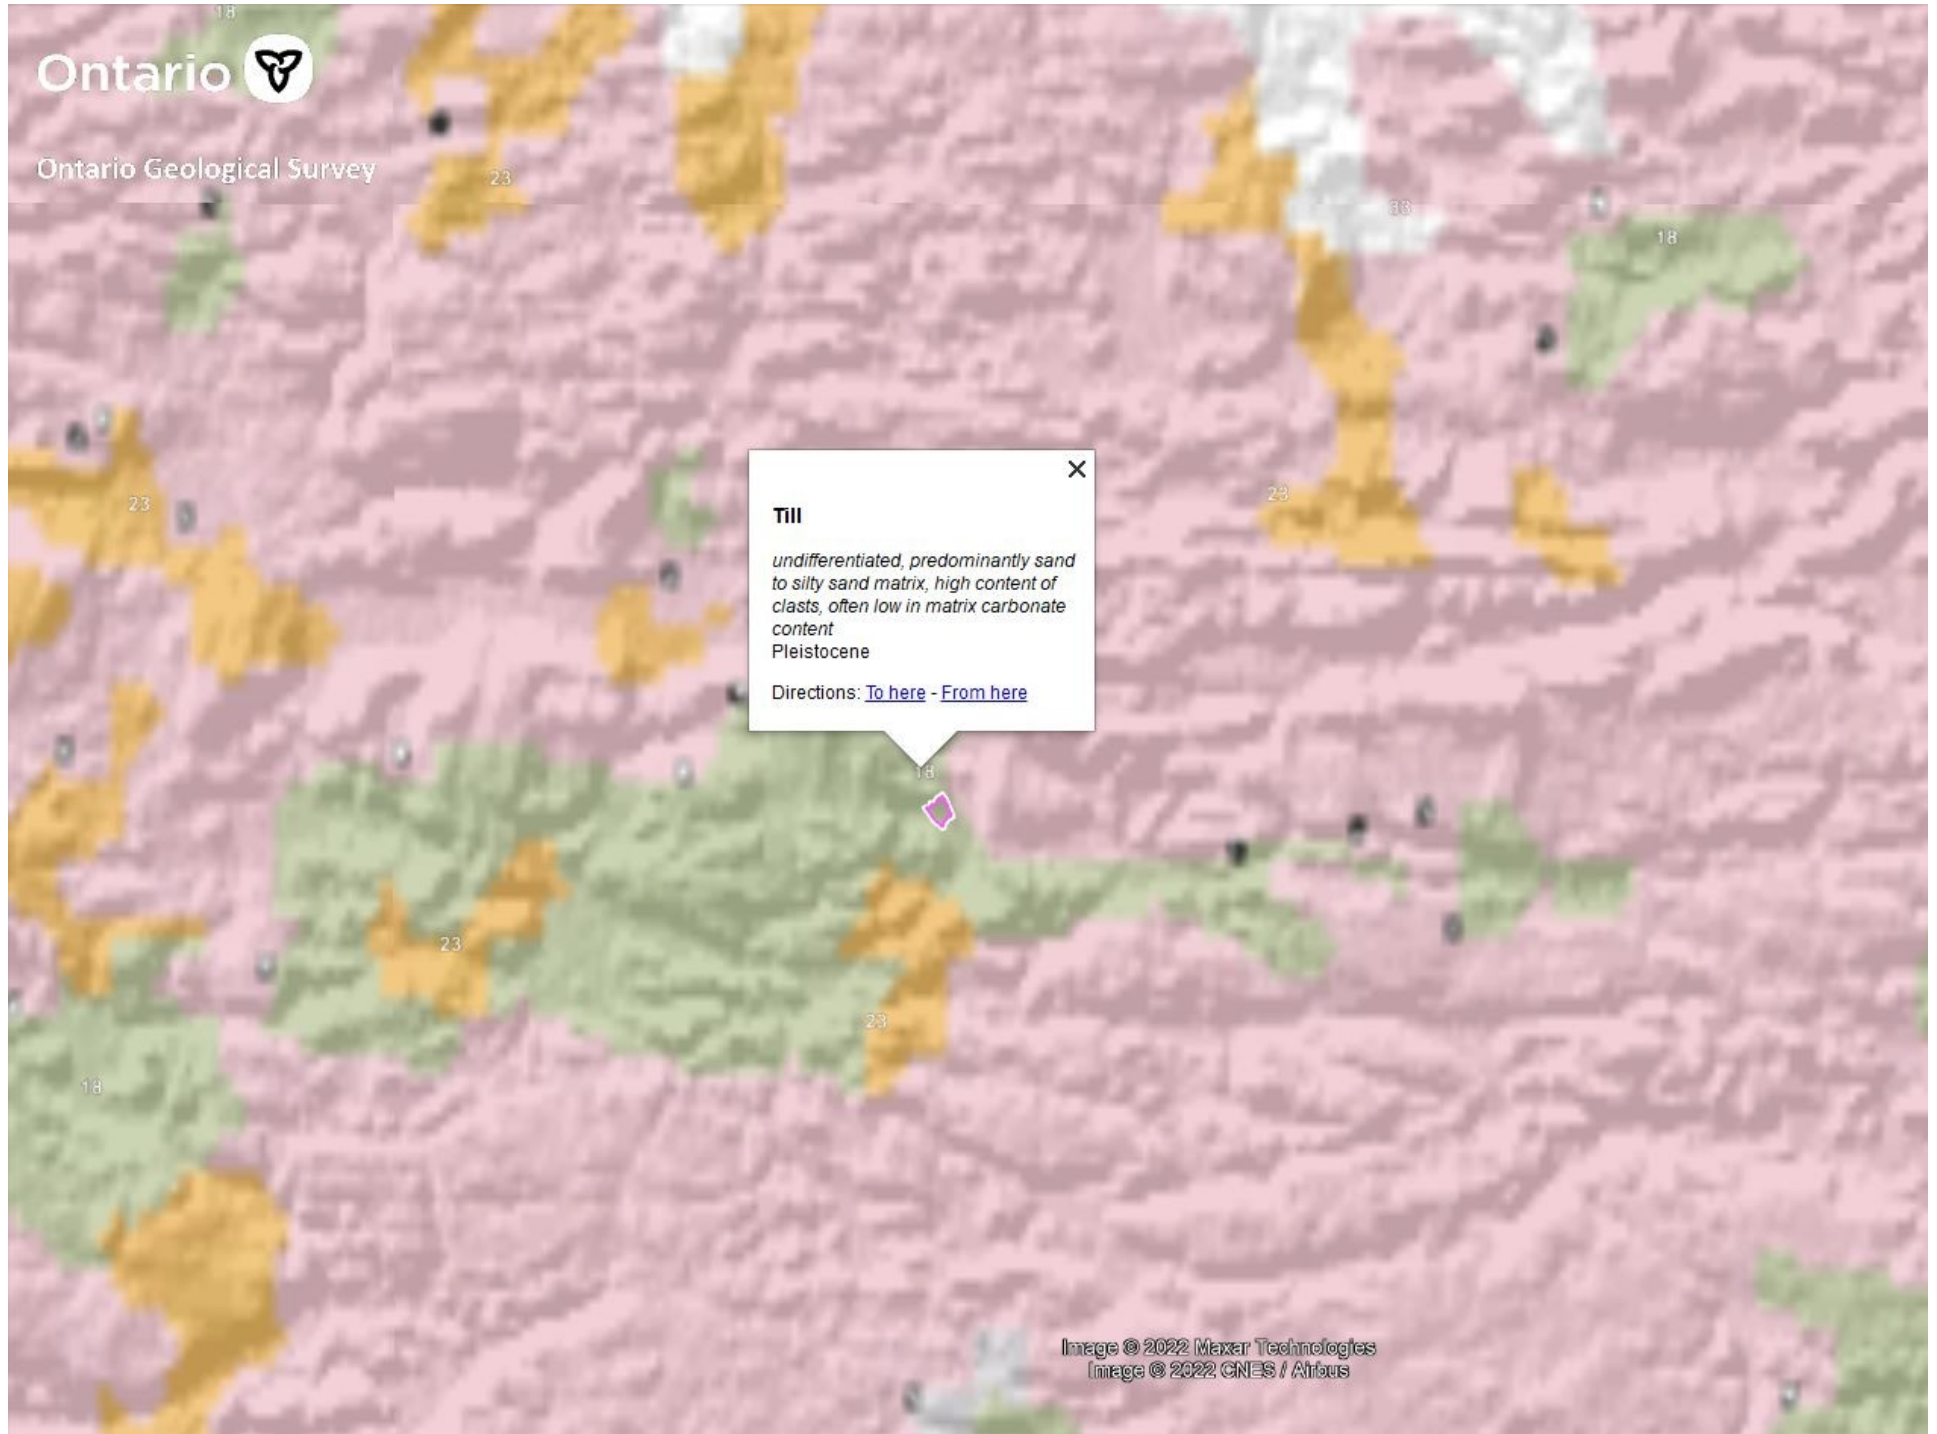 18
Ontario
23
Ontario Geological Survey
33
18
23
23
Till
undifferentiated, predominantly sand
to silty sand matrix, high content of
clasts, often low in matrix carbonate
content
Pleistocene
Directions: To here - From here
18
23
23
18
Image © 2022 Maxar Technologies
Image © 2022 CNES / Airbus